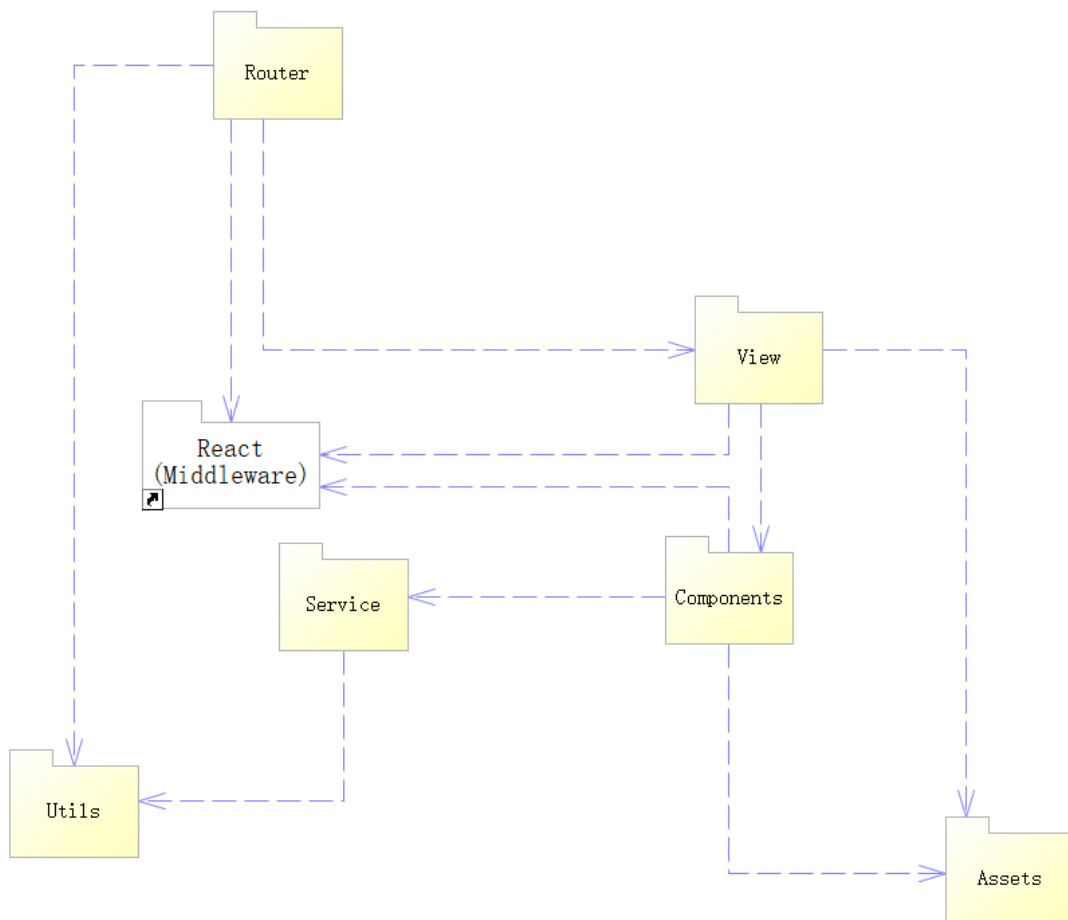 Router
View
React
(Middleware)
Service
Components
Utils
Assets